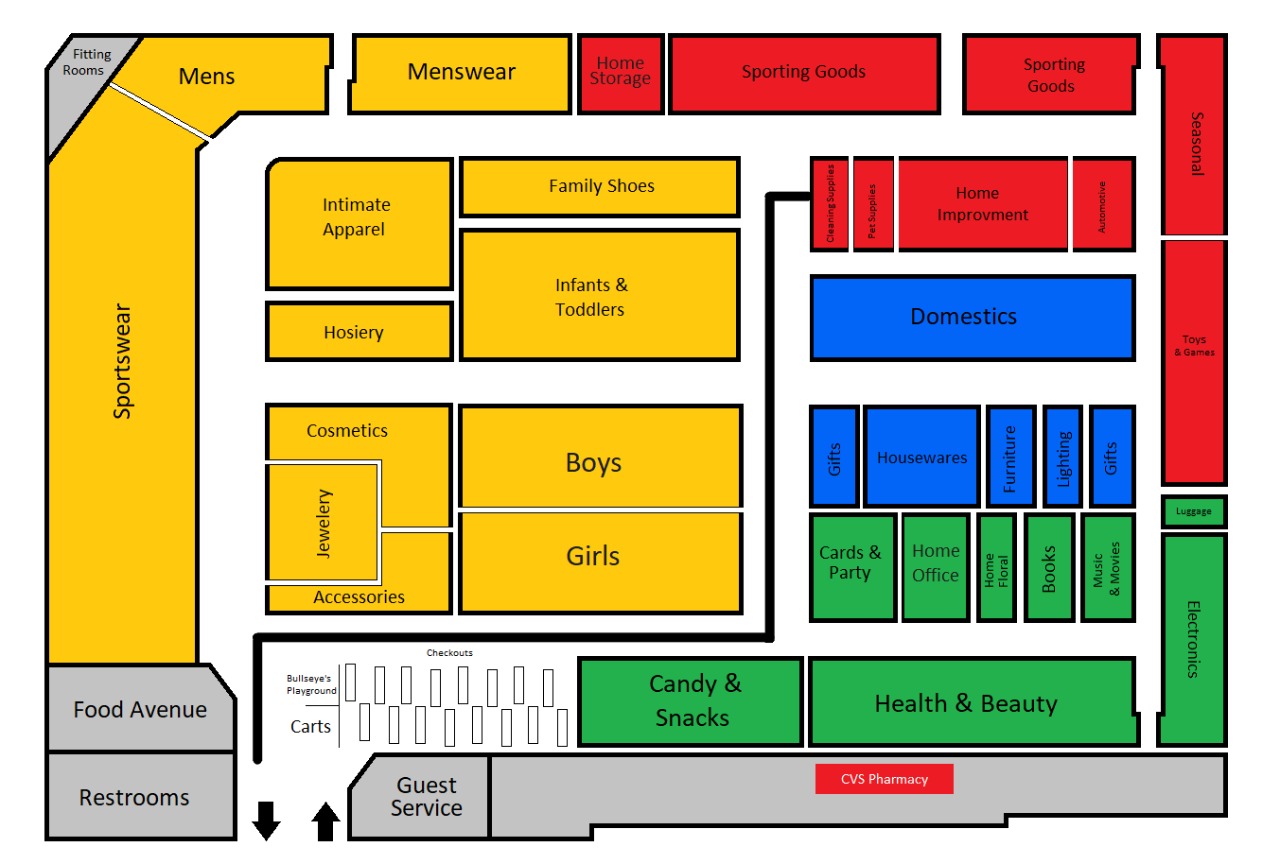 Fitting
Rooms
Mens
Menswear
Home
Storage
Sporting Goods
Sporting
Goods
Seasonal
Intimate
Apparel
Family Shoes
Cleaning Supplies
Pet Supplies
Home
Improvment
Automotive
Infants &
Toddlers
Hosiery
Domestics
Toys
& Games
Sportswear
Cosmetics
Jewelery
Accessories
Boys
Girls
Gifts
Housewares
Furniture
Lighting
Gifts
Luggage
Cards &
Party
Home
Office
Home
Floral
Books
Music
& Movies
Electronics
Checkouts
Bullseye's
Playground
Carts
Candy &
Snacks
Health & Beauty
Food Avenue
Restrooms
Guest
Service
CVS Pharmacy